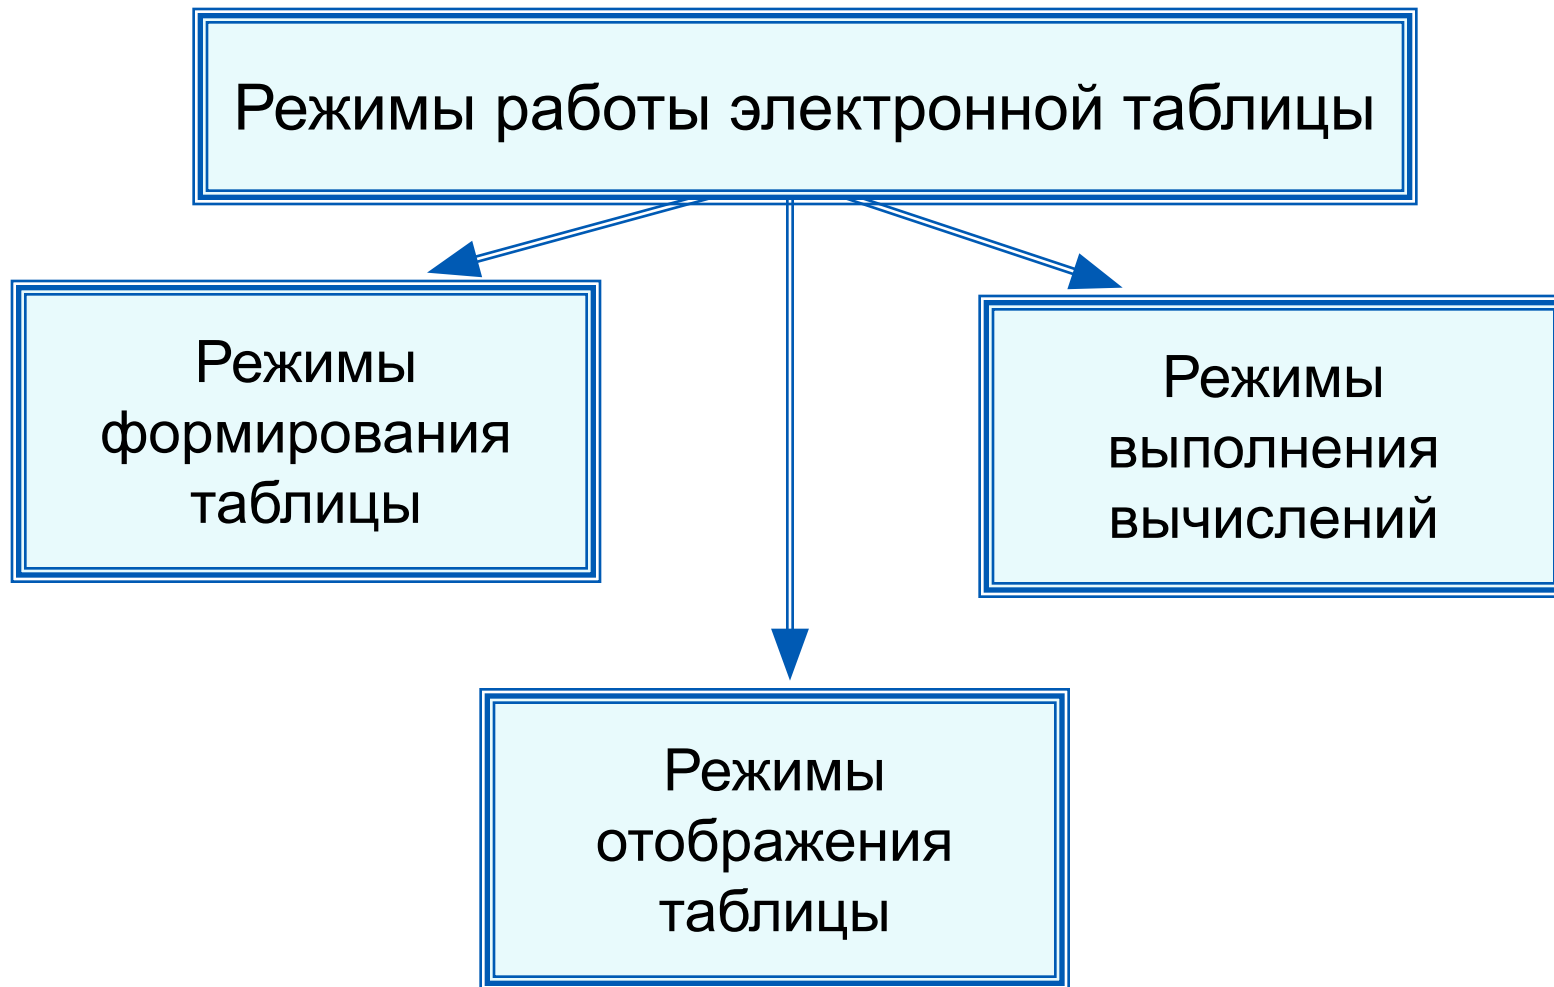 Режимы работы электронной таблицы
Режимы
формирования
таблицы
Режимы
выполнения
вычислений
Режимы
отображения
таблицы